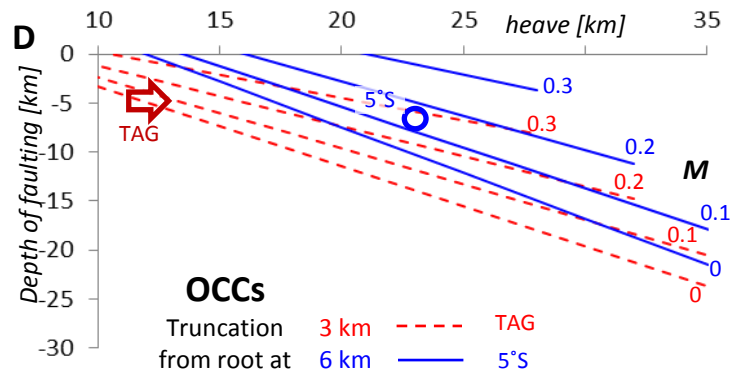 D
10 15 20 25 30 35
heave [km]
Depth of faulting [km]
0
-5
-10
-15
-20
-25
-30
TAG
5˚S
0.3
0.3
0.2
0.2
M
0.1
0.1
0
0
OCCs
Truncation 3 km TAG
from root at 6 km 5˚S